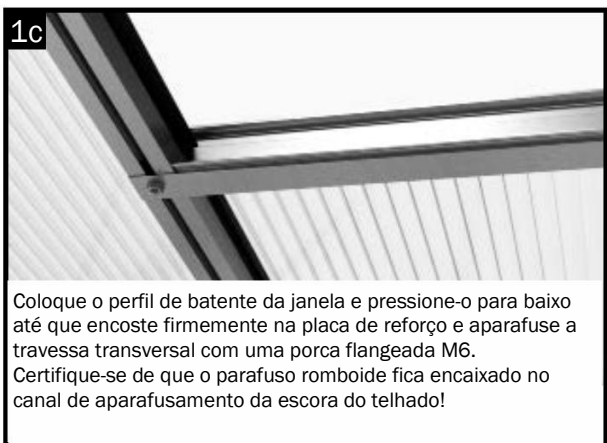 1c
Coloque o perfil de batente da janela e pressione-o para baixo
até que encoste firmemente na placa de reforço e aparafuse a
travessa transversal com uma porca flangeada M6.
Certifique-se de que o parafuso romboide fica encaixado no
canal de aparafusamento da escora do telhado!